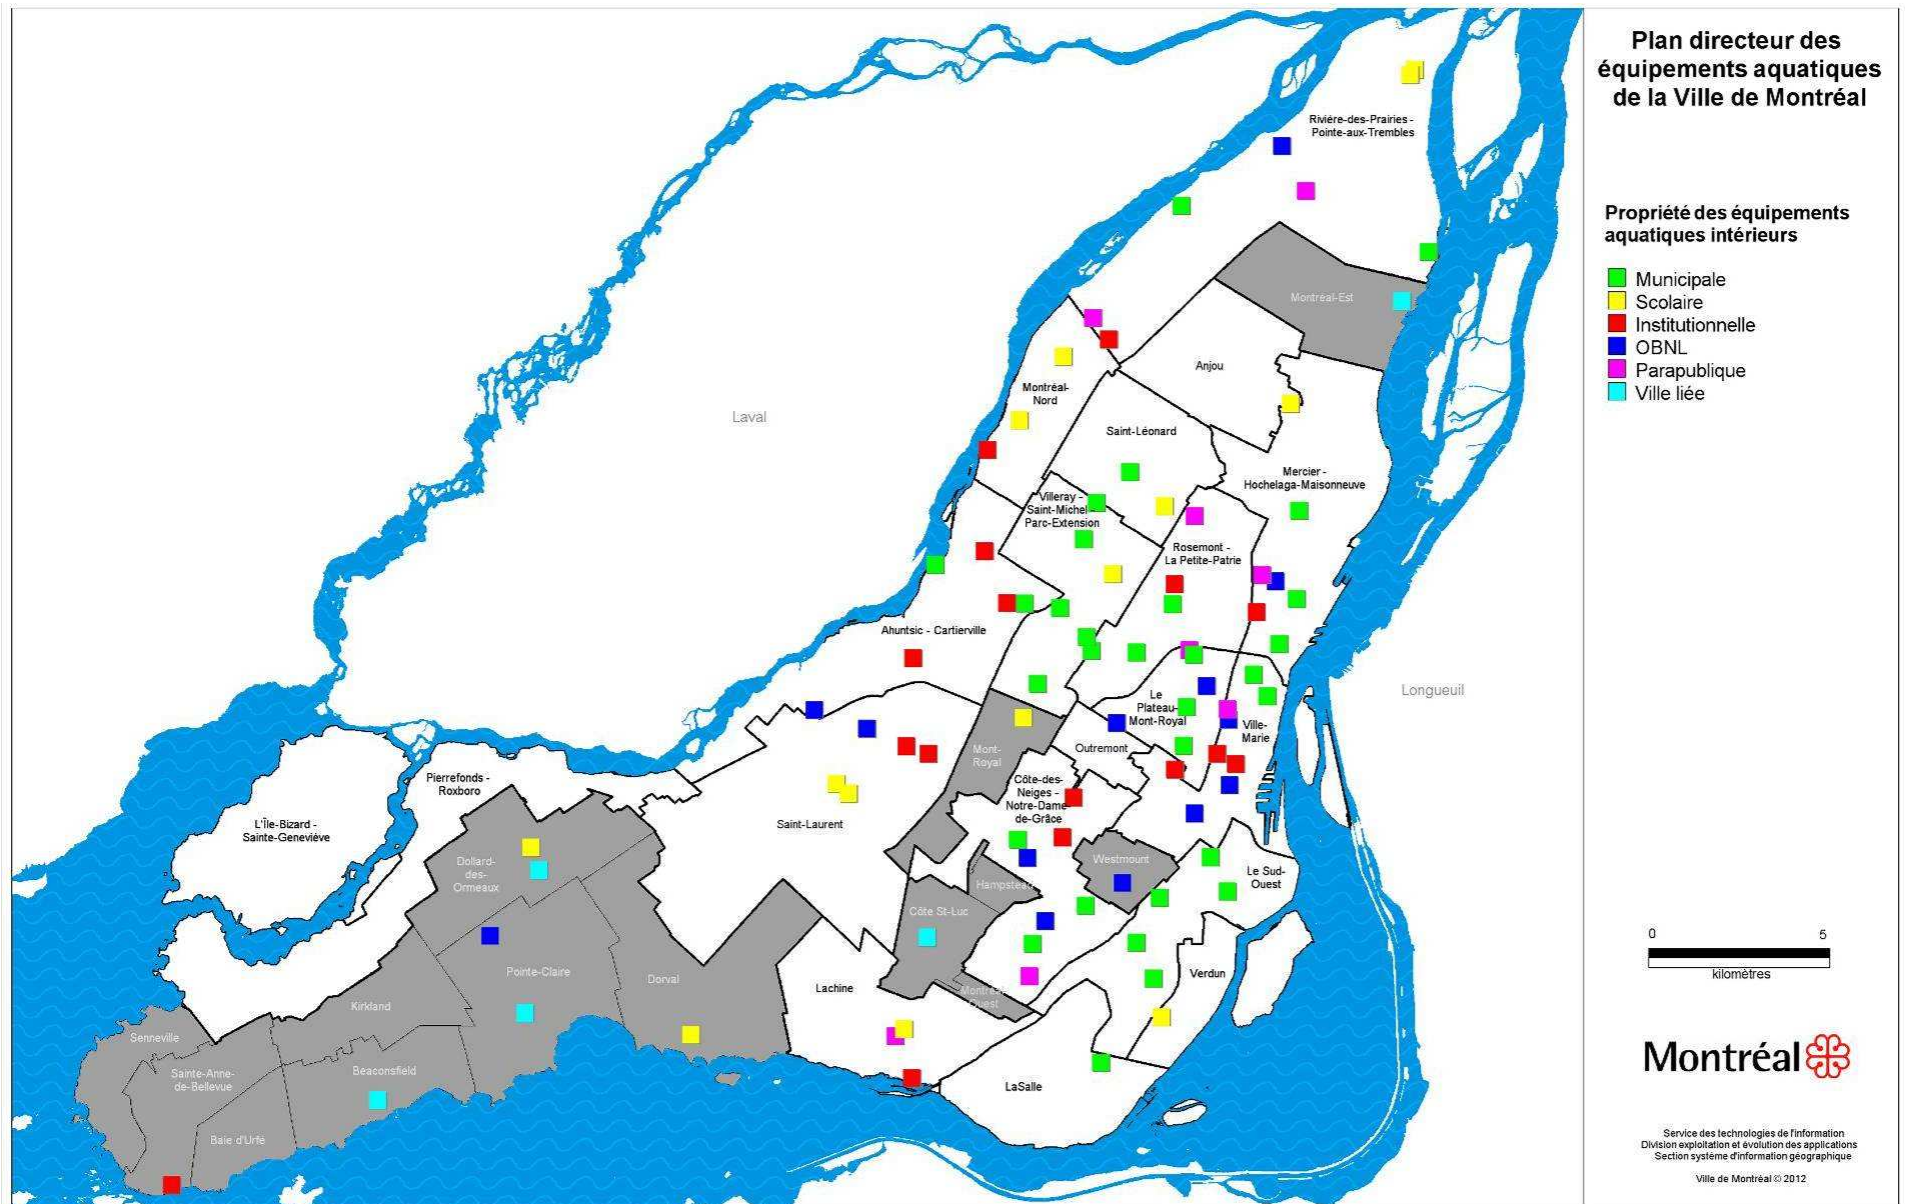 Plan directeur des
équipements aquatiques
de la Ville de Montréal
Propriété des équipements
aquatiques intérieurs
Municipale
Scolaire
Institutionnelle
OBNL
Parapublique
Ville liée
Rivière-des-Prairies -
Pointe-aux-Trembles
Montréal-Est
Anjou
Montréal-
Nord
Laval
Saint-Léonard
Mercier -
Hochelaga-Maisonneuve
Villeray -
Saint-Michel
Parc-Extension
Rosemont -
La Petite-Patrie
Ahuntsic - Cartierville
Longueuil
Le
Plateau-
Mont-Royal
Ville-
Marie
Mont-
Royal
Outremont
Pierrefonds -
Roxboro
Côte-des-
Neiges -
Notre-Dame-
de-Grâce
L'Île-Bizard -
Sainte-Geneviève
Saint-Laurent
Dollard-
des-
Ormeaux
Westmount
Le Sud-
Ouest
Hampstead
Côte St-Luc
Pointe-Claire
Dorval
Verdun
Lachine
Montréal-
Ouest
Kirkland
Senneville
Sainte-Anne-
de-Bellevue
Beaconsfield
LaSalle
Baie d'Urfé
0 5
kilomètres
Montréal
Service des technologies de l'information
Division exploitation et évolution des applications
Section système d'information géographique
Ville de Montréal © 2012